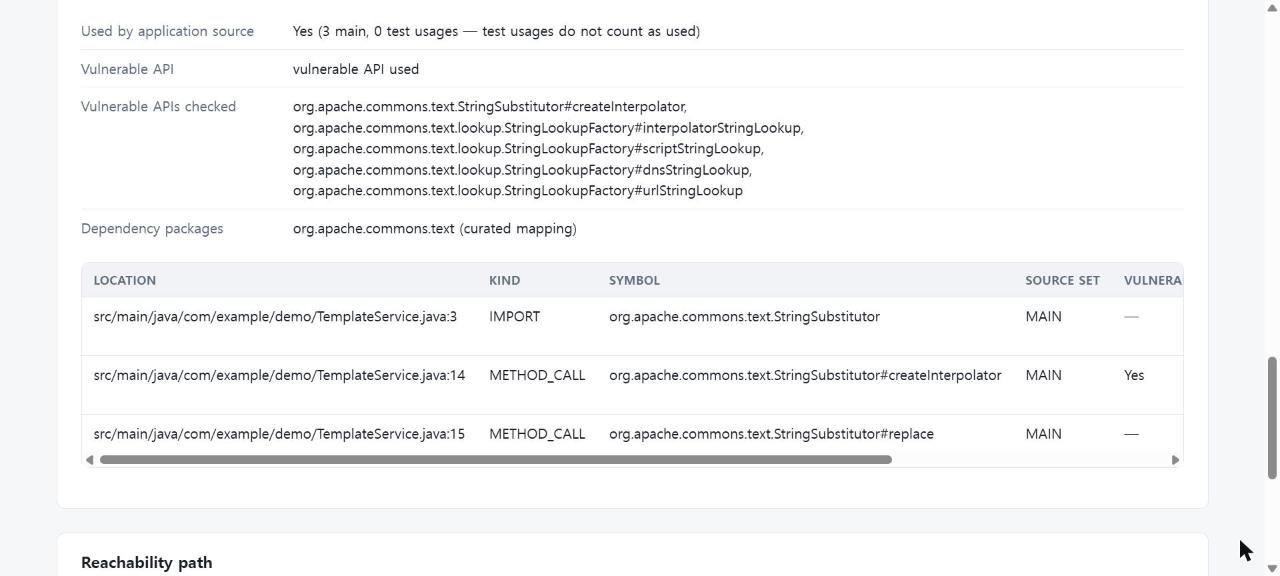 Used by application source Yes (3 main, 0 test usages — test usages do not count as used)
Vulnerable API vulnerable API used
Vulnerable APIs checked org.apache.commons.text.StringSubstitutor#createInterpolator,
org.apache.commons.text.lookup.StringLookupFactory#interpolatorStringLookup,
org.apache.commons.text.lookup.StringLookupFactory#scriptStringLookup,
org.apache.commons.text.lookup.StringLookupFactory#dnsStringLookup,
org.apache.commons.text.lookup.StringLookupFactory#urlStringLookup
Dependency packages org.apache.commons.text (curated mapping)
LOCATION KIND SYMBOL SOURCE SET VULNERA
src/main/java/com/example/demo/TemplateService.java:3 IMPORT org.apache.commons.text.StringSubstitutor MAIN —
src/main/java/com/example/demo/TemplateService.java:14 METHOD_CALL org.apache.commons.text.StringSubstitutor#createInterpolator MAIN Yes
src/main/java/com/example/demo/TemplateService.java:15 METHOD_CALL org.apache.commons.text.StringSubstitutor#replace MAIN —
Reachability path